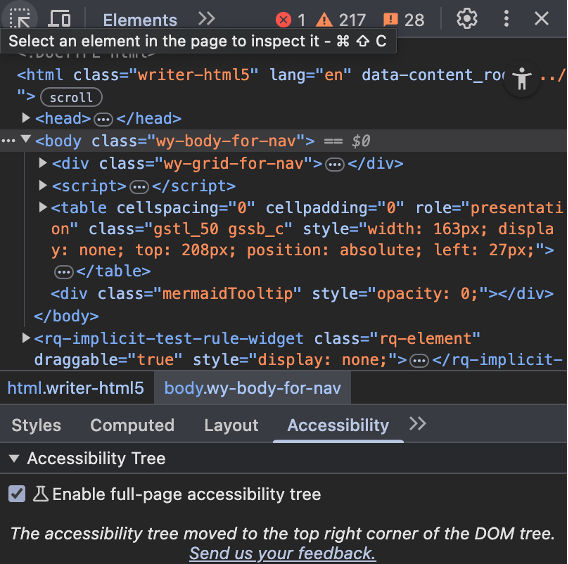 Elements 1 217 28
Select an element in the page to inspect it - ⌘ ⇧ C
<!DOCTYPE html>
<html class="writer-html5" lang="en" data-content_roo ../
"> scroll
<head> ⋯ </head>
⋯ <body class="wy-body-for-nav"> == $0
<div class="wy-grid-for-nav"> ⋯ </div>
<script> ⋯ </script>
<table cellspacing="0" cellpadding="0" role="presentati
on" class="gstl_50 gssb_c" style="width: 163px; displa
y: none; top: 208px; position: absolute; left: 27px;">
⋯ </table>
<div class="mermaidTooltip" style="opacity: 0;"></div>
</body>
<rq-implicit-test-rule-widget class="rq-element"
draggable="true" style="display: none;"> ⋯ </rq-implicit-
html.writer-html5 body.wy-body-for-nav
Styles Computed Layout Accessibility
Accessibility Tree
Enable full-page accessibility tree
The accessibility tree moved to the top right corner of the DOM tree.
Send us your feedback.